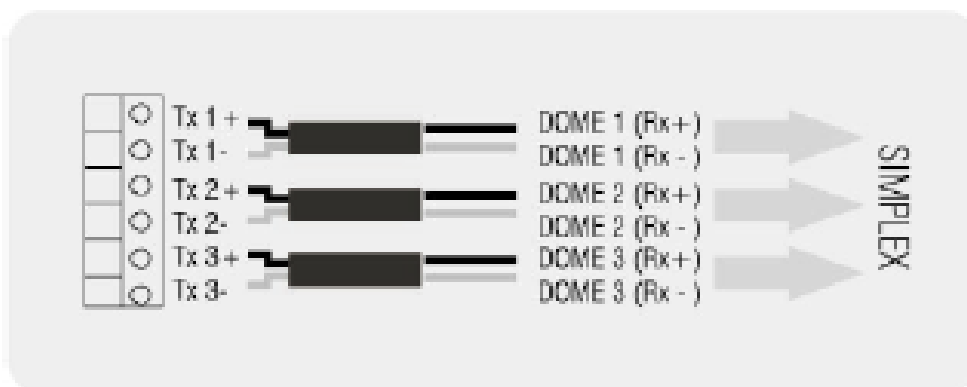 Tx 1 +
Tx 1-
Tx 2 +
Tx 2-
Tx 3 +
Tx 3-
DOME 1 (Rx+)
DOME 1 (Rx - )
DOME 2 (Rx+)
DOME 2 (Rx - )
DOME 3 (Rx+)
DOME 3 (Rx - )
SIMPLEX